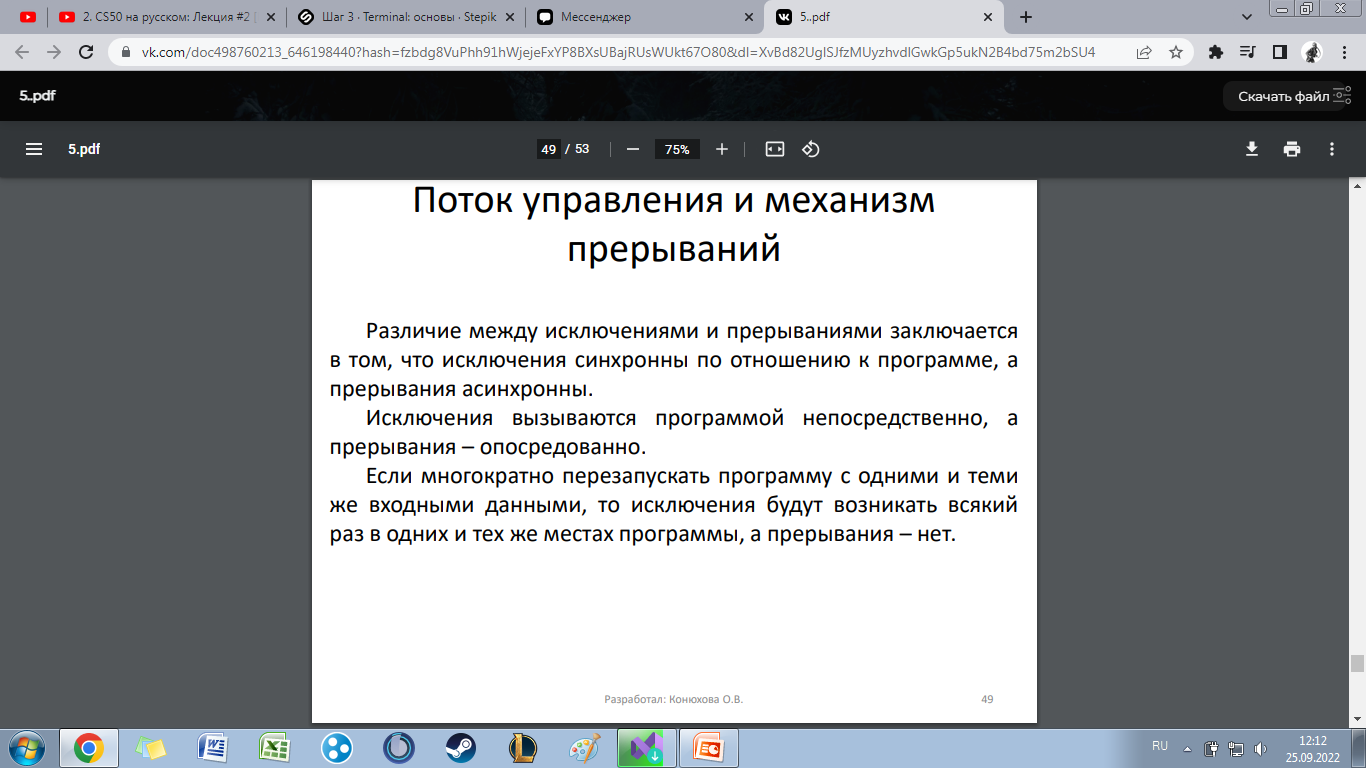 2. CS50 на русском: Лекция #2
Шаг 3 · Terminal: основы · Stepik
Мессенджер
5..pdf
vk.com/doc498760213_646198440?hash=fzbdg8VuPhh91hWjejeFxYP8BXsUBajRUsWUkt67O80&dl=XvBd82UgISJfzMUyzhvdlGwkGp5ukN2B4bd75m2bSU4
5..pdf
Скачать файл
5.pdf
49 / 53
75%
Поток управления и механизм
прерываний
Различие между исключениями и прерываниями заключается
в том, что исключения синхронны по отношению к программе, а
прерывания асинхронны.
Исключения вызываются программой непосредственно, а
прерывания – опосредованно.
Если многократно перезапускать программу с одними и теми
же входными данными, то исключения будут возникать всякий
раз в одних и тех же местах программы, а прерывания – нет.
Разработал: Конюхова О.В.
49
RU
12:12
25.09.2022